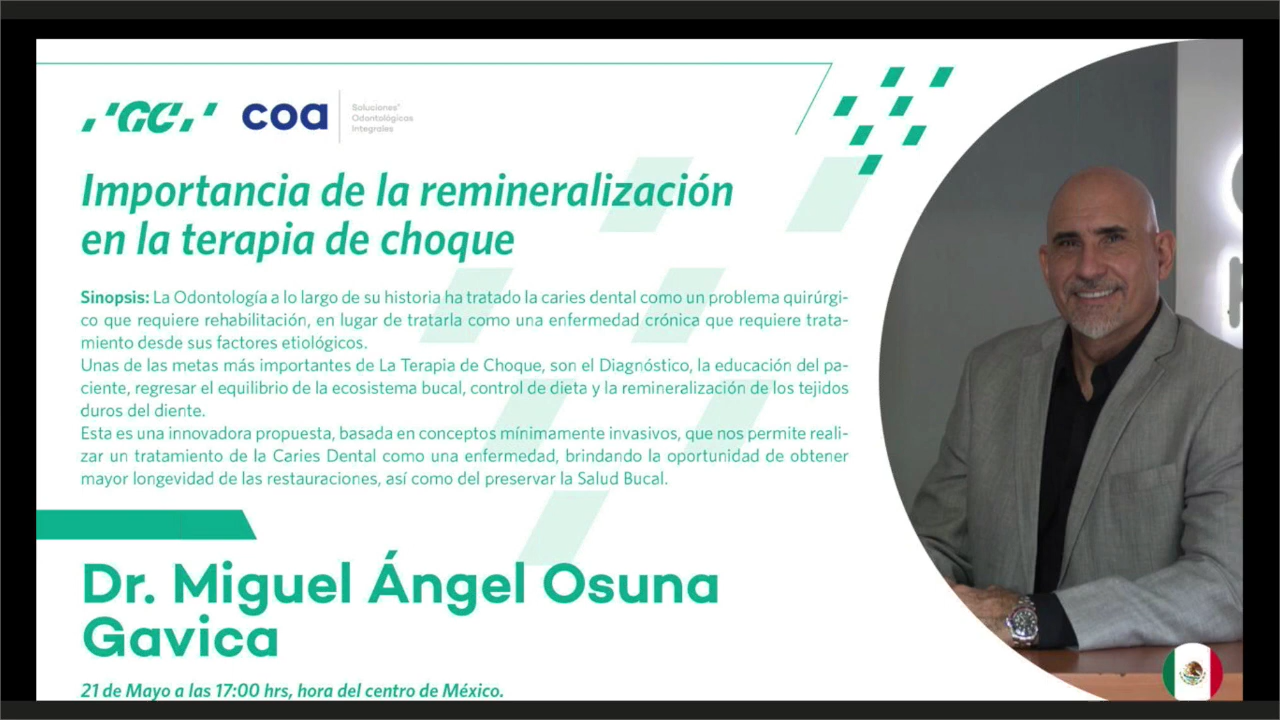 GC
coa
Soluciones
Odontológicas
Integrales
Importancia de la remineralización
en la terapia de choque
Sinopsis: La Odontología a lo largo de su historia ha tratado la caries dental como un problema quirúrgi-
co que requiere rehabilitación, en lugar de tratarla como una enfermedad crónica que requiere trata-
miento desde sus factores etiológicos.
Unas de las metas más importantes de La Terapia de Choque, son el Diagnóstico, la educación del pa-
ciente, regresar el equilibrio de la ecosistema bucal, control de dieta y la remineralización de los tejidos
duros del diente.
Esta es una innovadora propuesta, basada en conceptos mínimamente invasivos, que nos permite reali-
zar un tratamiento de la Caries Dental como una enfermedad, brindando la oportunidad de obtener
mayor longevidad de las restauraciones, así como del preservar la Salud Bucal.
Dr. Miguel Ángel Osuna
Gavica
21 de Mayo a las 17:00 hrs, hora del centro de México.